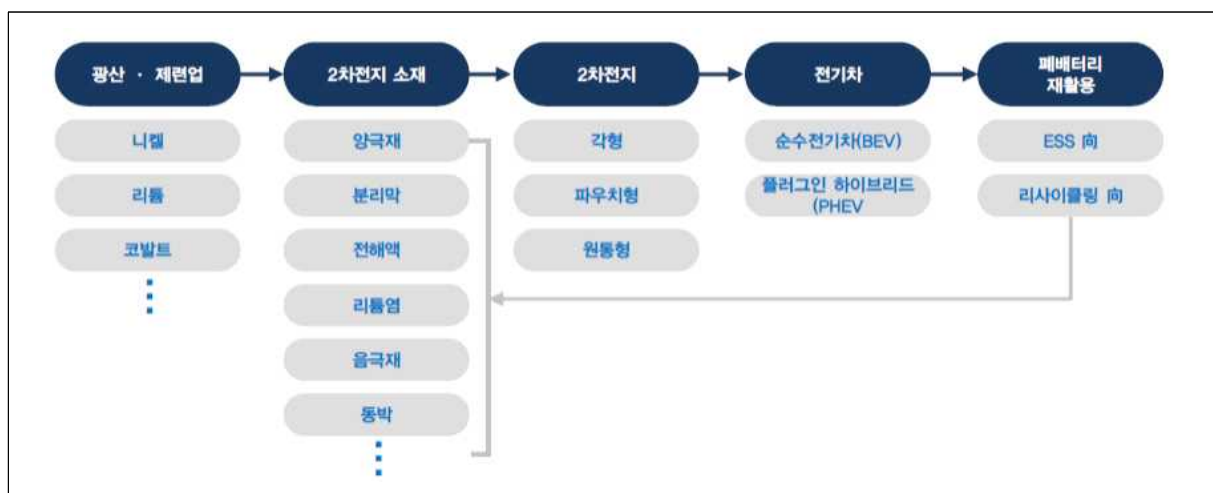 광산 · 제련업
2차전지 소재
2차전지
전기차
폐배터리
재활용
니켈
리튬
코발트
양극재
분리막
전해액
리튬염
음극재
동박
각형
파우치형
원통형
순수전기차(BEV)
플러그인 하이브리드
(PHEV
ESS 向
리사이클링 向